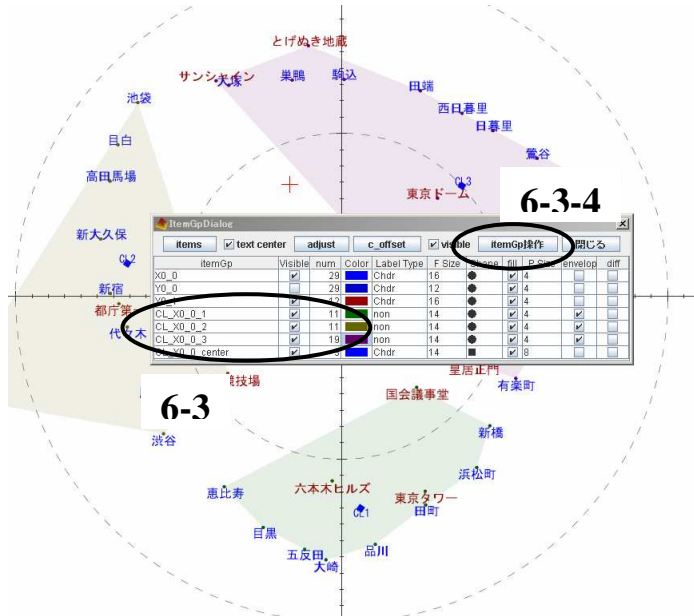 とげぬき地蔵
サンシャイン
大塚
巣鴨
駒込
田端
池袋
西日暮里
日暮里
目白
鶯谷
高田馬場
CL3
東京ドーム
6-3-4
ItemGpDialog
items text center adjust c_offset visible itemGp操作 閉じる
itemGp Visible num Color Label Type F Size Shape fill P Size envelop diff
X0_0 29 Chdr 16 4
Y0_0 29 Chdr 12 4
12 Chdr 16 4
CL_X0_0_1 11 non 14 4
CL_X0_0_2 11 non 14 4
CL_X0_0_3 19 non 14 4
CL_X0_0_center Chdr 14 8
新大久保
CL2
新宿
都庁第
代々木
皇居正門
技場
国会議事堂
有楽町
6-3
新橋
渋谷
浜松町
恵比寿
六本木ヒルズ
東京タワー
田町
CL1
目黒
五反田
品川
大崎